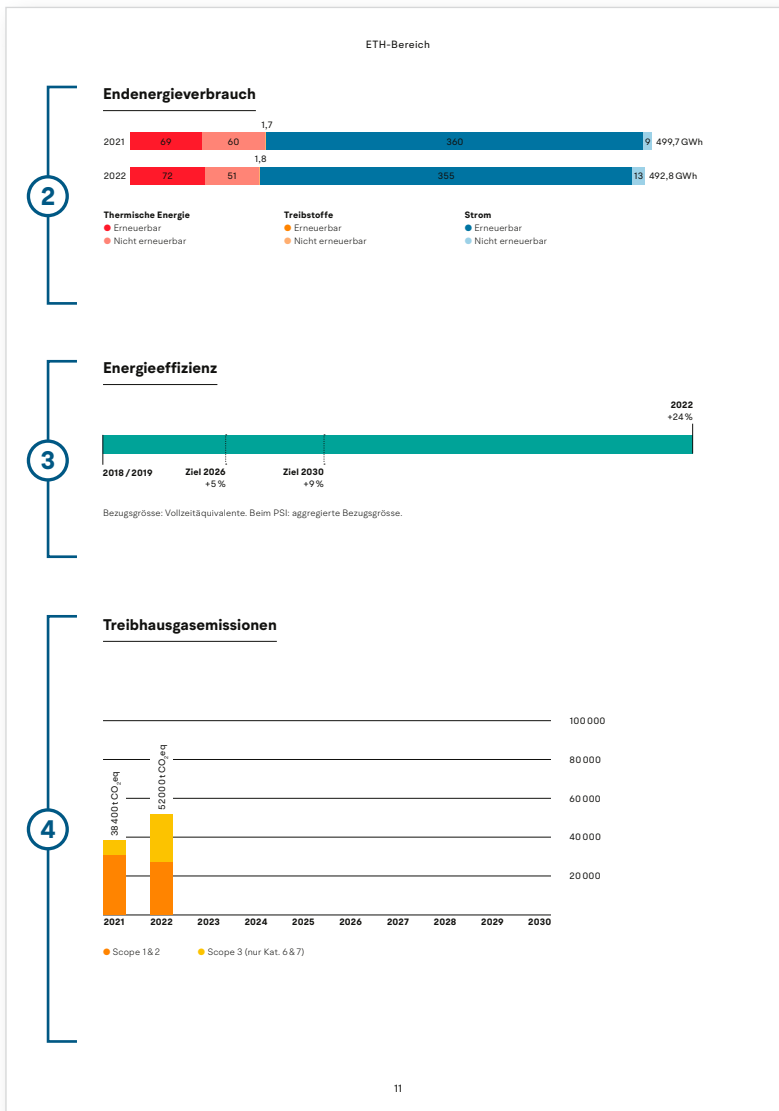 ETH-Bereich
2
Endenergieverbrauch
1,7
2021 69 60 360 9 499,7 GWh
1,8
2022 72 51 355 13 492,8 GWh
Thermische Energie Treibstoffe Strom
Erneuerbar Erneuerbar Erneuerbar
Nicht erneuerbar Nicht erneuerbar Nicht erneuerbar
3
Energieeffizienz
2022
+24 %
2018 / 2019 Ziel 2026 Ziel 2030
+5 % +9 %
Bezugsgrösse: Vollzeitäquivalente. Beim PSI: aggregierte Bezugsgrösse.
4
Treibhausgasemissionen
100 000
80 000
60 000
40 000
20 000
38 400 t CO₂eq
52 000 t CO₂eq
2021 2022 2023 2024 2025 2026 2027 2028 2029 2030
Scope 1 & 2 Scope 3 (nur Kat. 6 & 7)
11